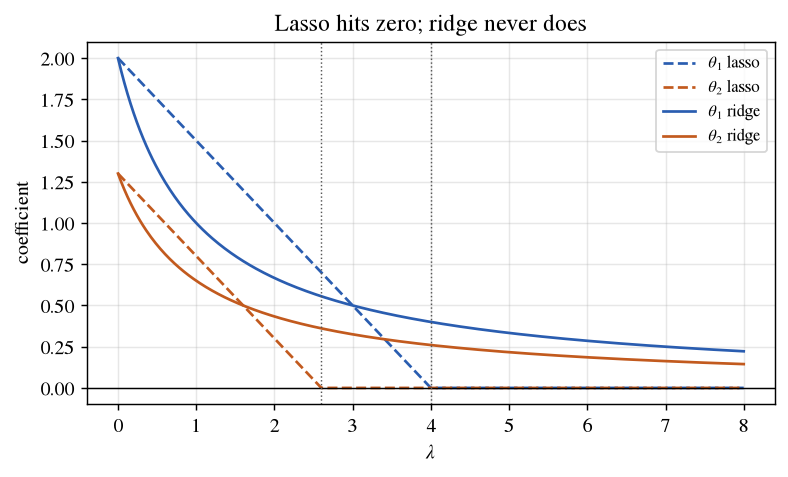 Lasso hits zero; ridge never does
2.00
1.75
1.50
1.25
1.00
0.75
0.50
0.25
0.00
coefficient
θ₁ lasso
θ₂ lasso
θ₁ ridge
θ₂ ridge
0 1 2 3 4 5 6 7 8
λ